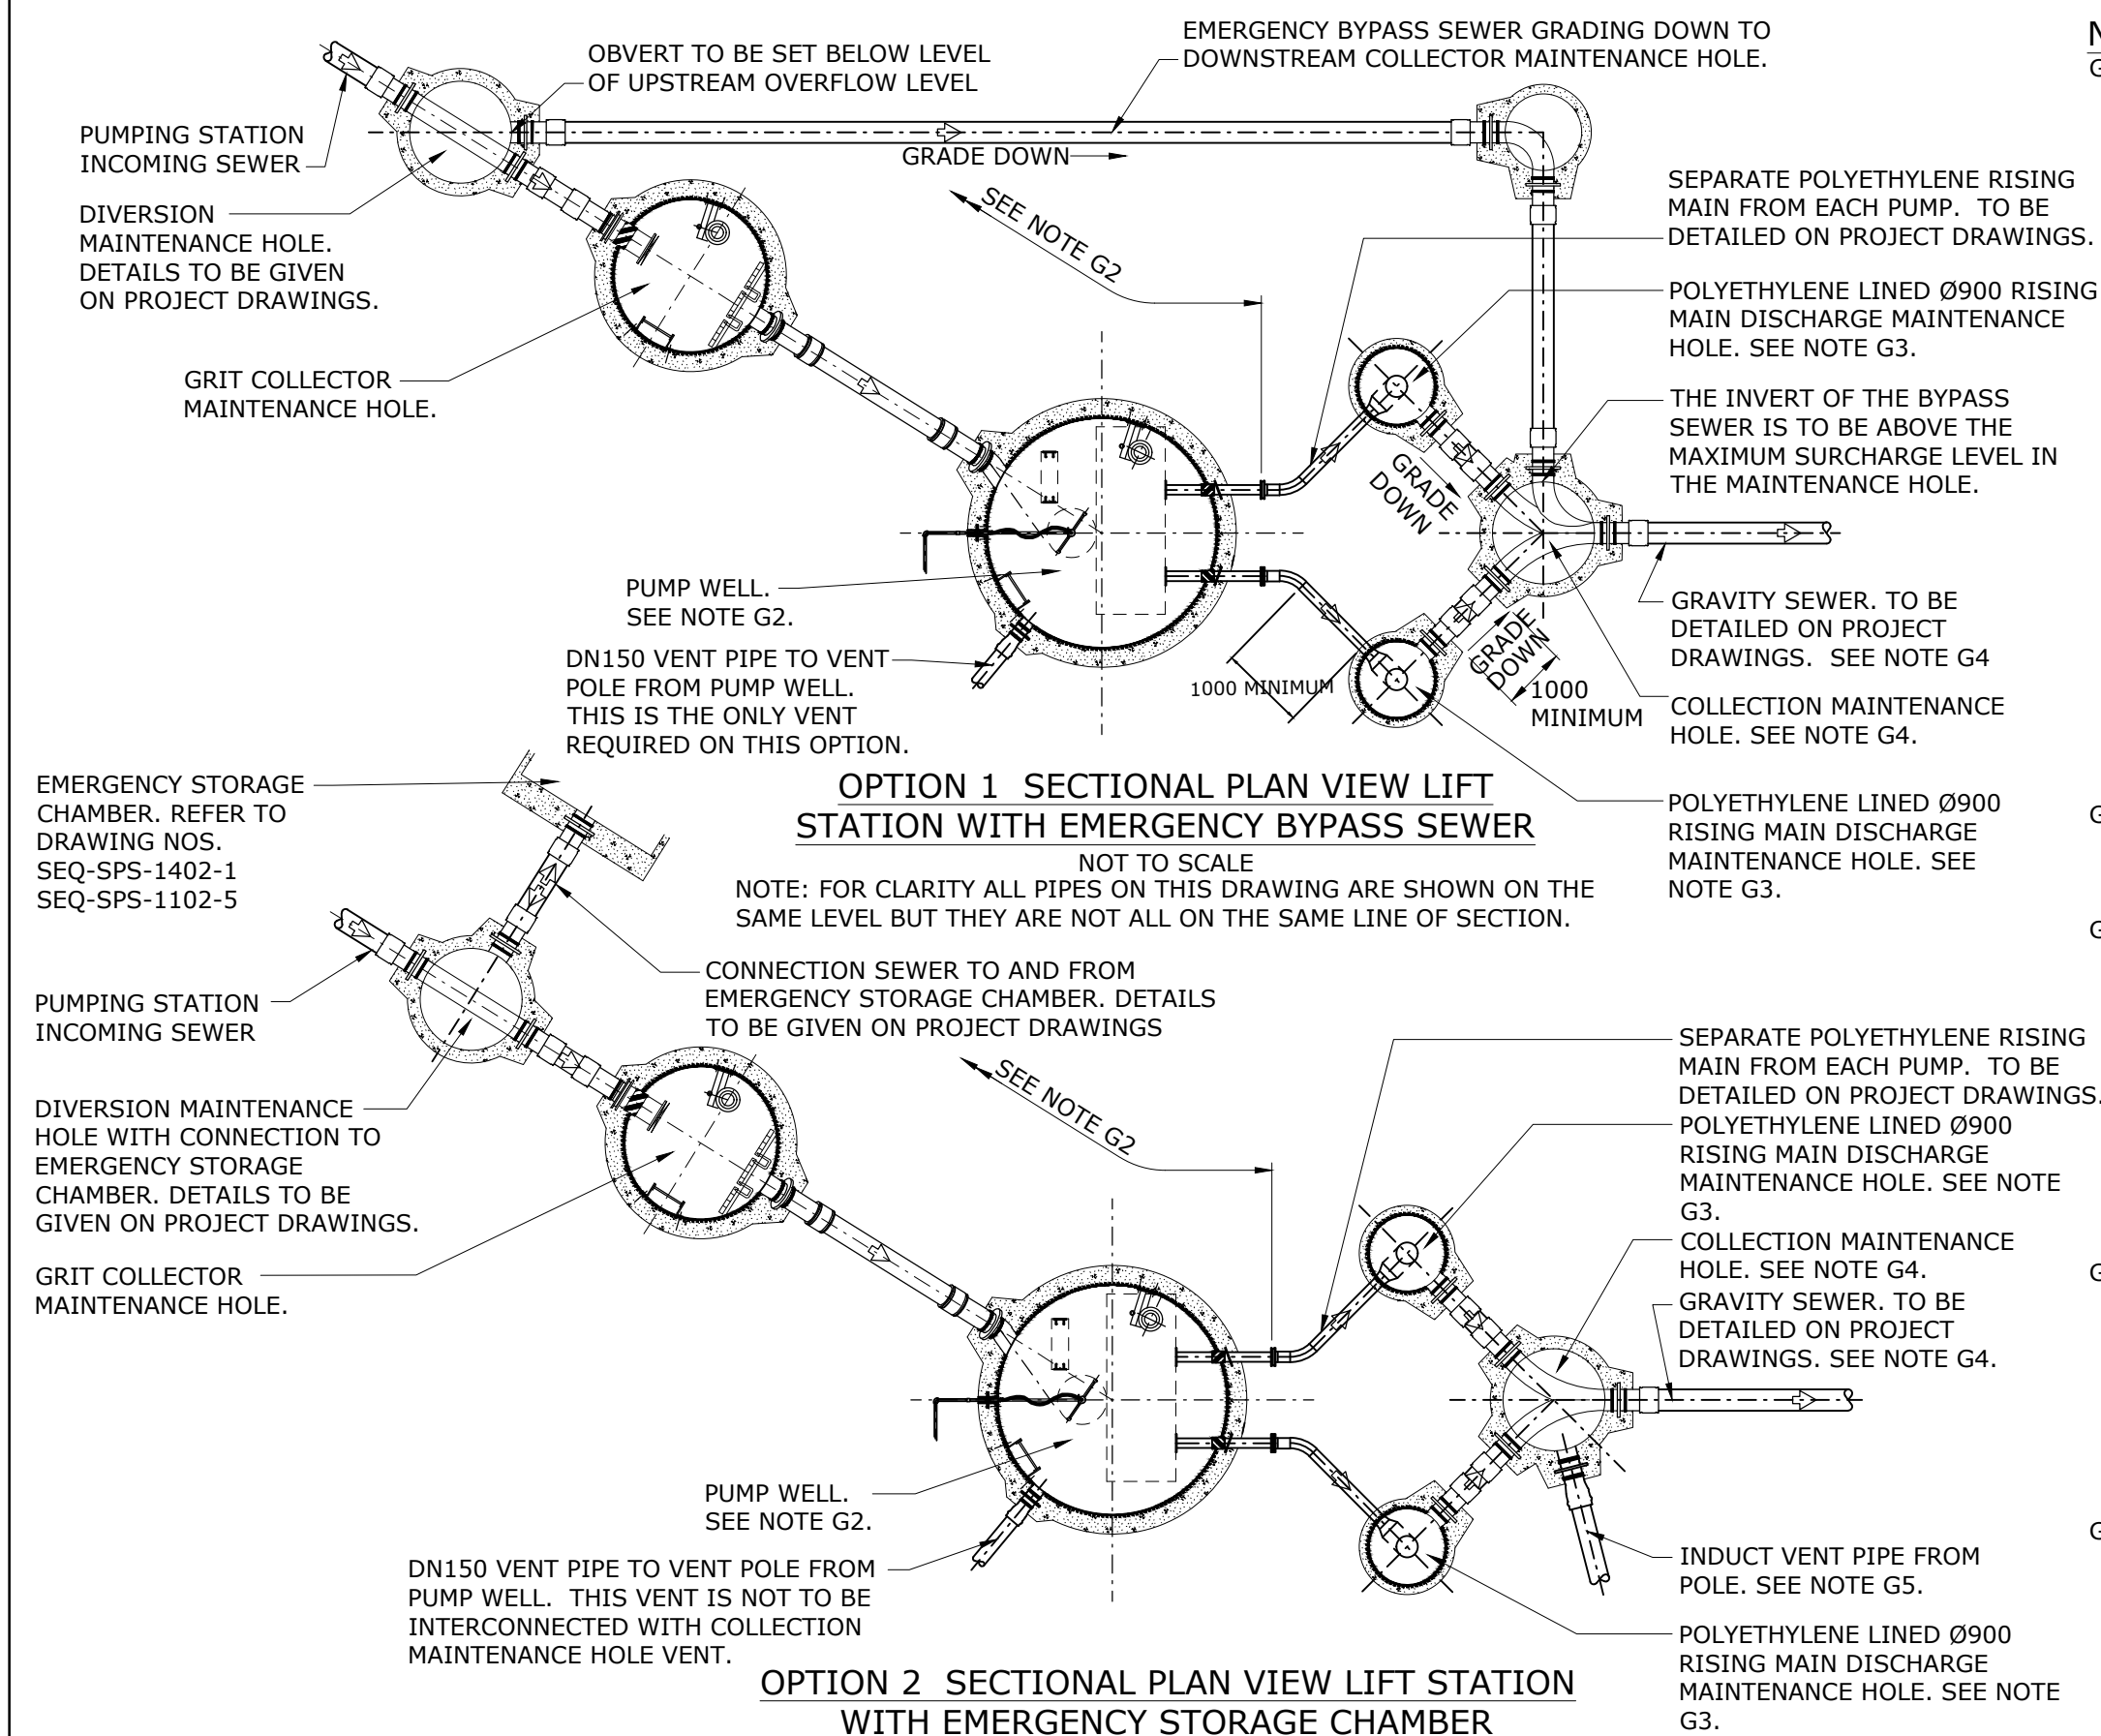 EMERGENCY BYPASS SEWER GRADING DOWN TO
DOWNSTREAM COLLECTOR MAINTENANCE HOLE.
OBVERT TO BE SET BELOW LEVEL
OF UPSTREAM OVERFLOW LEVEL
PUMPING STATION
INCOMING SEWER
GRADE DOWN
DIVERSION
MAINTENANCE HOLE.
DETAILS TO BE GIVEN
ON PROJECT DRAWINGS.
SEE NOTE G2
SEPARATE POLYETHYLENE RISING
MAIN FROM EACH PUMP. TO BE
DETAILED ON PROJECT DRAWINGS.
POLYETHYLENE LINED Ø900 RISING
MAIN DISCHARGE MAINTENANCE
HOLE. SEE NOTE G3.
GRIT COLLECTOR
MAINTENANCE HOLE.
THE INVERT OF THE BYPASS
SEWER IS TO BE ABOVE THE
MAXIMUM SURCHARGE LEVEL IN
THE MAINTENANCE HOLE.
GRADE
DOWN
PUMP WELL.
SEE NOTE G2.
GRAVITY SEWER. TO BE
DETAILED ON PROJECT
DRAWINGS. SEE NOTE G4
GRADE
DOWN
DN150 VENT PIPE TO VENT
POLE FROM PUMP WELL.
THIS IS THE ONLY VENT
REQUIRED ON THIS OPTION.
1000 MINIMUM
1000
MINIMUM
COLLECTION MAINTENANCE
HOLE. SEE NOTE G4.
POLYETHYLENE LINED Ø900
RISING MAIN DISCHARGE
MAINTENANCE HOLE. SEE
NOTE G3.
OPTION 1 SECTIONAL PLAN VIEW LIFT
STATION WITH EMERGENCY BYPASS SEWER
NOT TO SCALE
NOTE: FOR CLARITY ALL PIPES ON THIS DRAWING ARE SHOWN ON THE
SAME LEVEL BUT THEY ARE NOT ALL ON THE SAME LINE OF SECTION.
EMERGENCY STORAGE
CHAMBER. REFER TO
DRAWING NOS.
SEQ-SPS-1402-1
SEQ-SPS-1102-5
CONNECTION SEWER TO AND FROM
EMERGENCY STORAGE CHAMBER. DETAILS
TO BE GIVEN ON PROJECT DRAWINGS
PUMPING STATION
INCOMING SEWER
DIVERSION MAINTENANCE
HOLE WITH CONNECTION TO
EMERGENCY STORAGE
CHAMBER. DETAILS TO BE
GIVEN ON PROJECT DRAWINGS.
SEE NOTE G2
SEPARATE POLYETHYLENE RISING
MAIN FROM EACH PUMP. TO BE
DETAILED ON PROJECT DRAWINGS.
POLYETHYLENE LINED Ø900
RISING MAIN DISCHARGE
MAINTENANCE HOLE. SEE NOTE
G3.
COLLECTION MAINTENANCE
HOLE. SEE NOTE G4.
GRIT COLLECTOR
MAINTENANCE HOLE.
GRAVITY SEWER. TO BE
DETAILED ON PROJECT
DRAWINGS. SEE NOTE G4.
PUMP WELL.
SEE NOTE G2.
DN150 VENT PIPE TO VENT POLE FROM
PUMP WELL. THIS VENT IS NOT TO BE
INTERCONNECTED WITH COLLECTION
MAINTENANCE HOLE VENT.
INDUCT VENT PIPE FROM
POLE. SEE NOTE G5.
POLYETHYLENE LINED Ø900
RISING MAIN DISCHARGE
MAINTENANCE HOLE. SEE NOTE
G3.
OPTION 2 SECTIONAL PLAN VIEW LIFT STATION
WITH EMERGENCY STORAGE CHAMBER